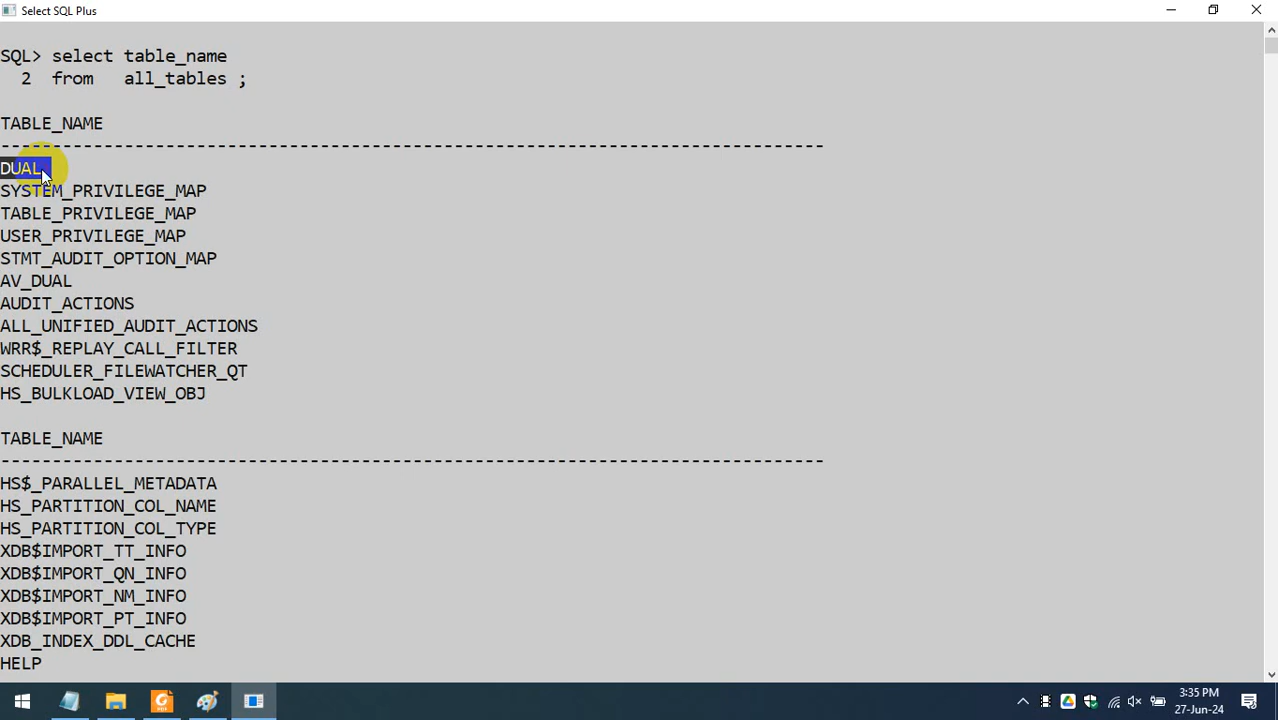 Select SQL Plus
SQL> select table_name
2 from all_tables ;
TABLE_NAME
--------------------------------------------------------------------------------
DUAL
SYSTEM_PRIVILEGE_MAP
TABLE_PRIVILEGE_MAP
USER_PRIVILEGE_MAP
STMT_AUDIT_OPTION_MAP
AV_DUAL
AUDIT_ACTIONS
ALL_UNIFIED_AUDIT_ACTIONS
WRR$_REPLAY_CALL_FILTER
SCHEDULER_FILEWATCHER_QT
HS_BULKLOAD_VIEW_OBJ
TABLE_NAME
--------------------------------------------------------------------------------
HS$_PARALLEL_METADATA
HS_PARTITION_COL_NAME
HS_PARTITION_COL_TYPE
XDB$IMPORT_TT_INFO
XDB$IMPORT_QN_INFO
XDB$IMPORT_NM_INFO
XDB$IMPORT_PT_INFO
XDB_INDEX_DDL_CACHE
HELP
3:35 PM
27-Jun-24